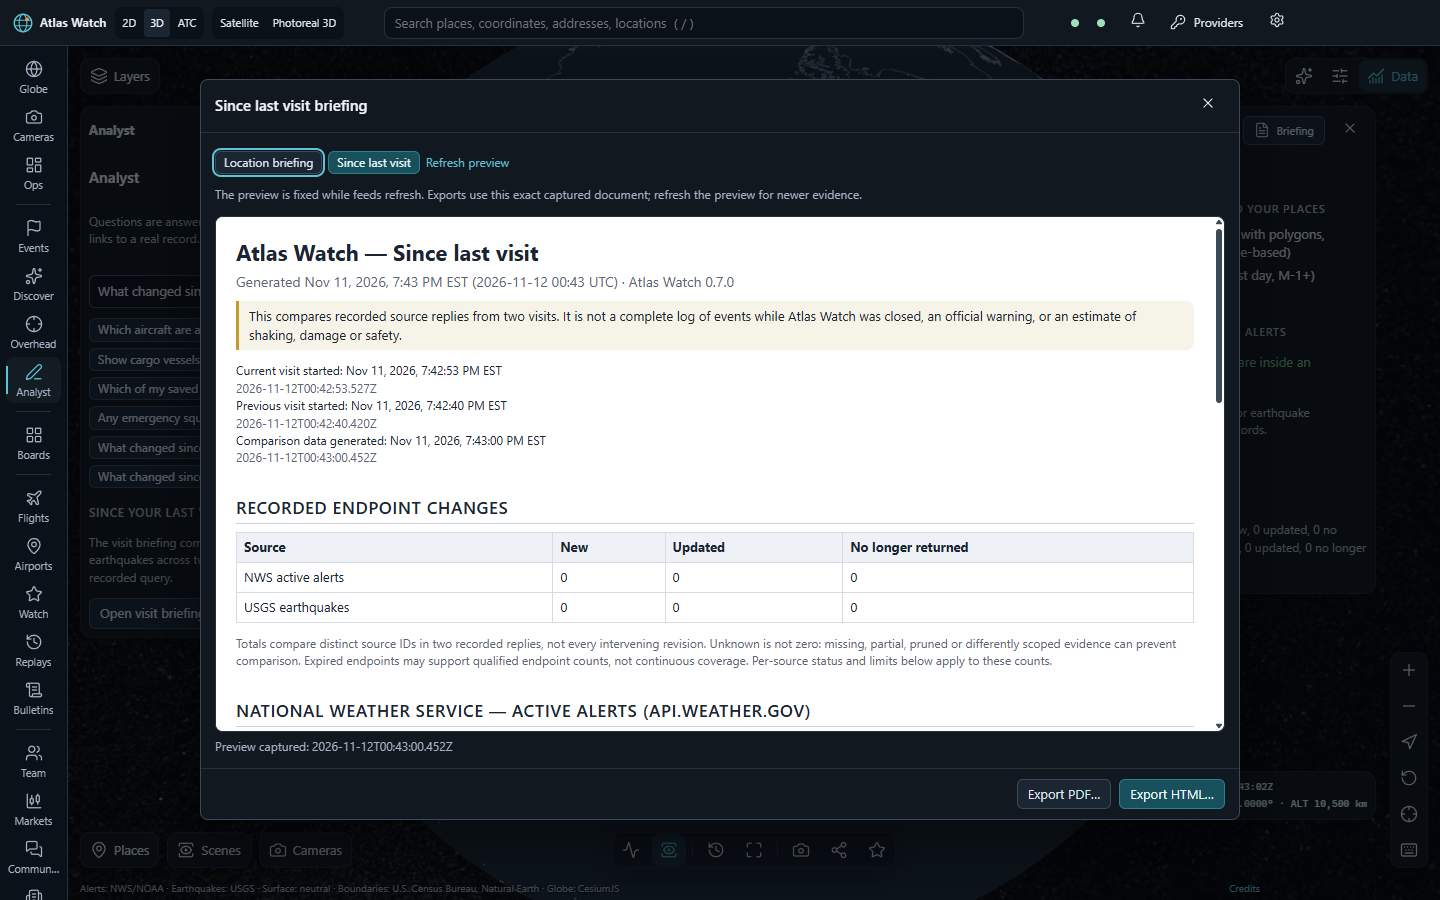 Atlas Watch
2D
3D
ATC
Satellite
Photoreal 3D
Search places, coordinates, addresses, locations ( / )
Providers
Globe
Cameras
Ops
Events
Discover
Overhead
Analyst
Boards
Flights
Airports
Watch
Replays
Bulletins
Team
Markets
Commun...
Layers
Data
Analyst
Analyst
Questions are answe
links to a real record.
What changed sin
Which aircraft are a
Show cargo vessels
Which of my saved
Any emergency squ
What changed since
What changed since
SINCE YOUR LAST
The visit briefing com
earthquakes across t
recorded query.
Open visit briefing
Since last visit briefing
Location briefing
Since last visit
Refresh preview
The preview is fixed while feeds refresh. Exports use this exact captured document; refresh the preview for newer evidence.
Atlas Watch — Since last visit
Generated Nov 11, 2026, 7:43 PM EST (2026-11-12 00:43 UTC) · Atlas Watch 0.7.0
This compares recorded source replies from two visits. It is not a complete log of events while Atlas Watch was closed, an official warning, or an estimate of
shaking, damage or safety.
Current visit started: Nov 11, 2026, 7:42:53 PM EST
2026-11-12T00:42:53.527Z
Previous visit started: Nov 11, 2026, 7:42:40 PM EST
2026-11-12T00:42:40.420Z
Comparison data generated: Nov 11, 2026, 7:43:00 PM EST
2026-11-12T00:43:00.452Z
RECORDED ENDPOINT CHANGES
Source New Updated No longer returned
NWS active alerts 0 0 0
USGS earthquakes 0 0 0
Totals compare distinct source IDs in two recorded replies, not every intervening revision. Unknown is not zero: missing, partial, pruned or differently scoped evidence can prevent
comparison. Expired endpoints may support qualified endpoint counts, not continuous coverage. Per-source status and limits below apply to these counts.
NATIONAL WEATHER SERVICE — ACTIVE ALERTS (API.WEATHER.GOV)
Preview captured: 2026-11-12T00:43:00.452Z
Export PDF...
Export HTML...
Briefing
YOUR PLACES
with polygons,
e-based)
st day, M-1+)
ALERTS
are inside an
or earthquake
ords.
w, 0 updated, 0 no
, 0 updated, 0 no longer
43:02Z
.0000° · ALT 10,500 km
Places
Scenes
Cameras
Alerts: NWS/NOAA · Earthquakes: USGS · Surface: neutral · Boundaries: U.S. Census Bureau, Natural Earth · Globe: CesiumJS
Credits